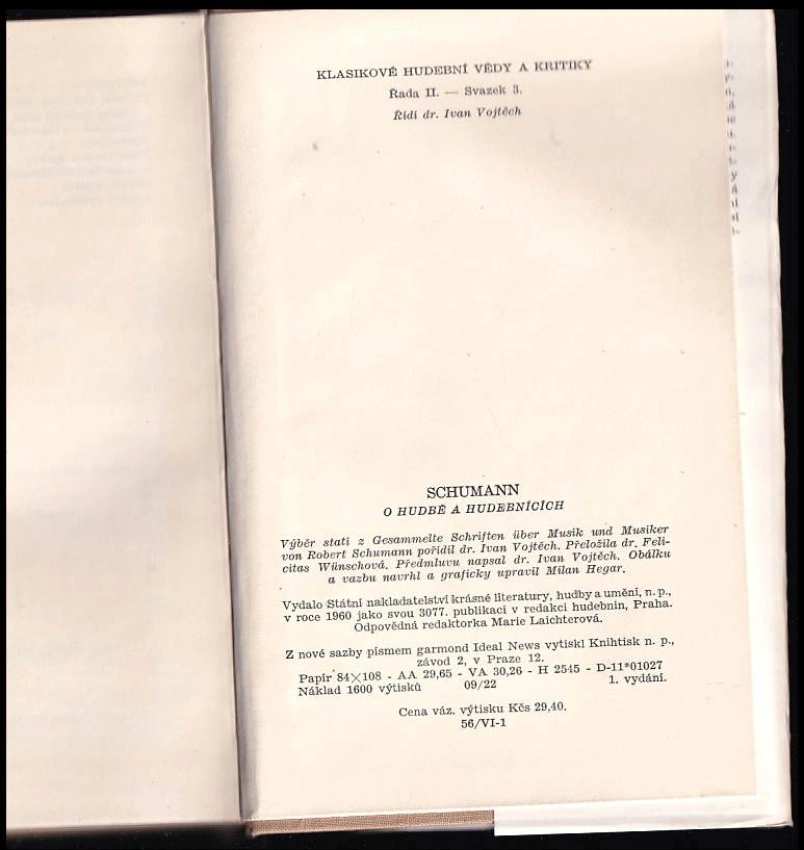 KLASIKOVÉ HUDEBNÍ VĚDY A KRITIKY
Řada II. — Svazek 3.
Řídí dr. Ivan Vojtěch
SCHUMANN
O HUDBĚ A HUDEBNÍCÍCH
Výběr statí z Gesammelte Schriften über Musik und Musiker
von Robert Schumann pořídil dr. Ivan Vojtěch. Přeložila dr. Feli-
citas Wünschová. Předmluvu napsal dr. Ivan Vojtěch. Obálku
a vazbu navrhl a graficky upravil Milan Hegar.
Vydalo Státní nakladatelství krásné literatury, hudby a umění, n. p.,
v roce 1960 jako svou 3077. publikaci v redakci hudebnin, Praha.
Odpovědná redaktorka Marie Laichterová.
Z nové sazby písmem garmond Ideal News vytiskl Knihtisk n. p.,
závod 2, v Praze 12.
Papír 84×108 - AA 29,65 - VA 30,26 - H 2545 - D-11*01027
Náklad 1600 výtisků 09/22 1. vydání.
Cena váz. výtisku Kčs 29,40.
56/VI-1